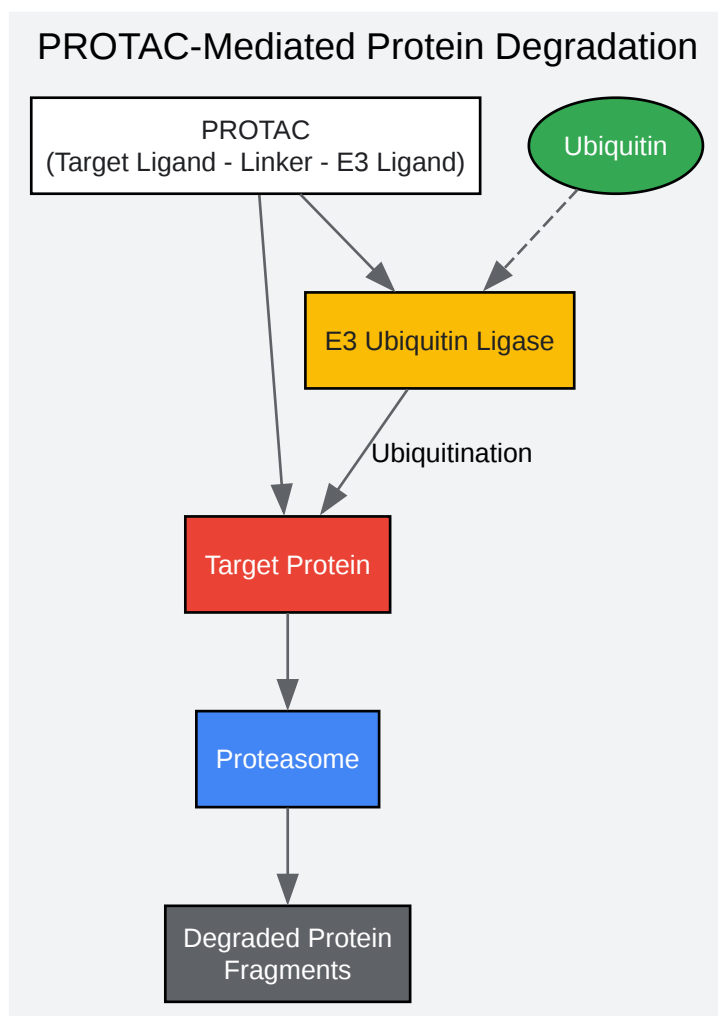 PROTAC-Mediated Protein Degradation
PROTAC
(Target Ligand - Linker - E3 Ligand)
Ubiquitin
E3 Ubiquitin Ligase
Ubiquitination
Target Protein
Proteasome
Degraded Protein
Fragments